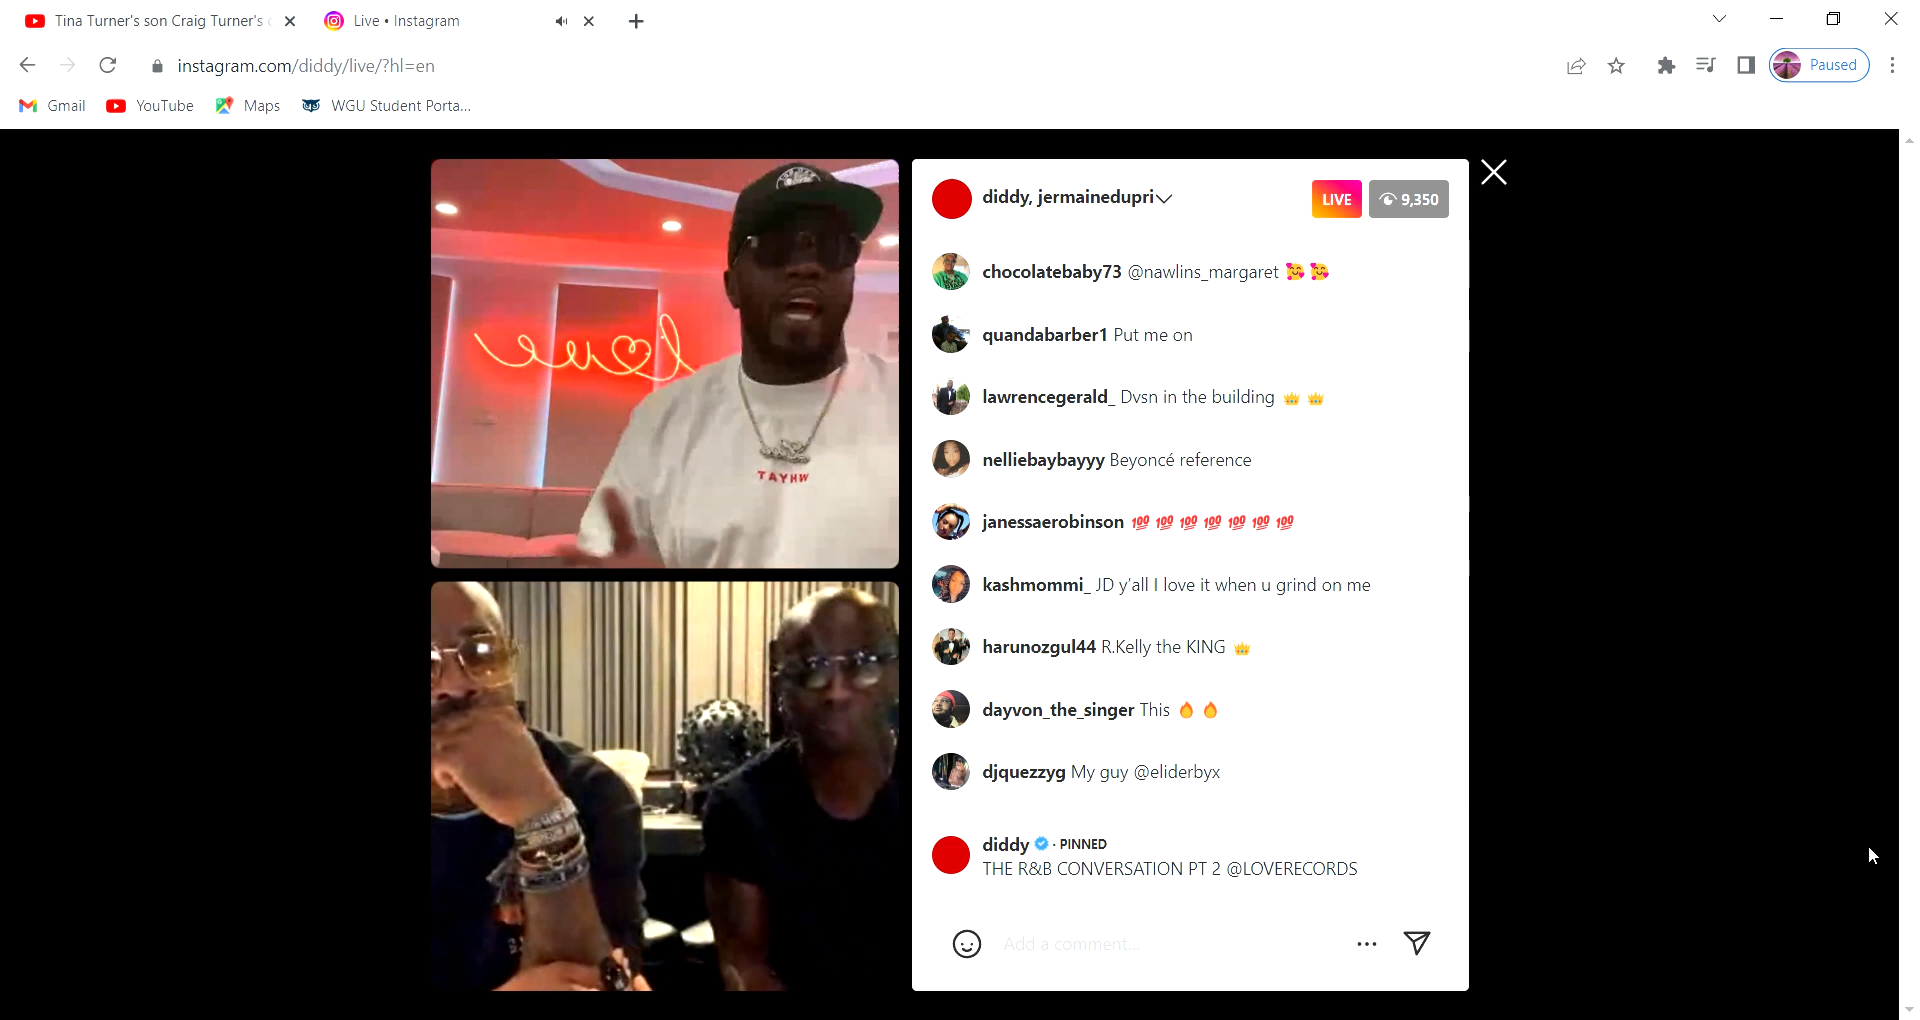 Tina Turner's son Craig Turner's
Live • Instagram
instagram.com/diddy/live/?hl=en
Paused
Gmail
YouTube
Maps
WGU Student Porta...
love
TAYHW
diddy, jermainedupri
LIVE
9,350
chocolatebaby73 @nawlins_margaret 🥰 🥰
quandabarber1 Put me on
lawrencegerald_ Dvsn in the building 👑 👑
nelliebaybayyy Beyoncé reference
janessaerobinson 💯 💯 💯 💯 💯 💯 💯
kashmommi_ JD y'all I love it when u grind on me
harunozgul44 R.Kelly the KING 👑
dayvon_the_singer This 🔥 🔥
djquezzyg My guy @eliderbyx
diddy · PINNED
THE R&B CONVERSATION PT 2 @LOVERECORDS
Add a comment...